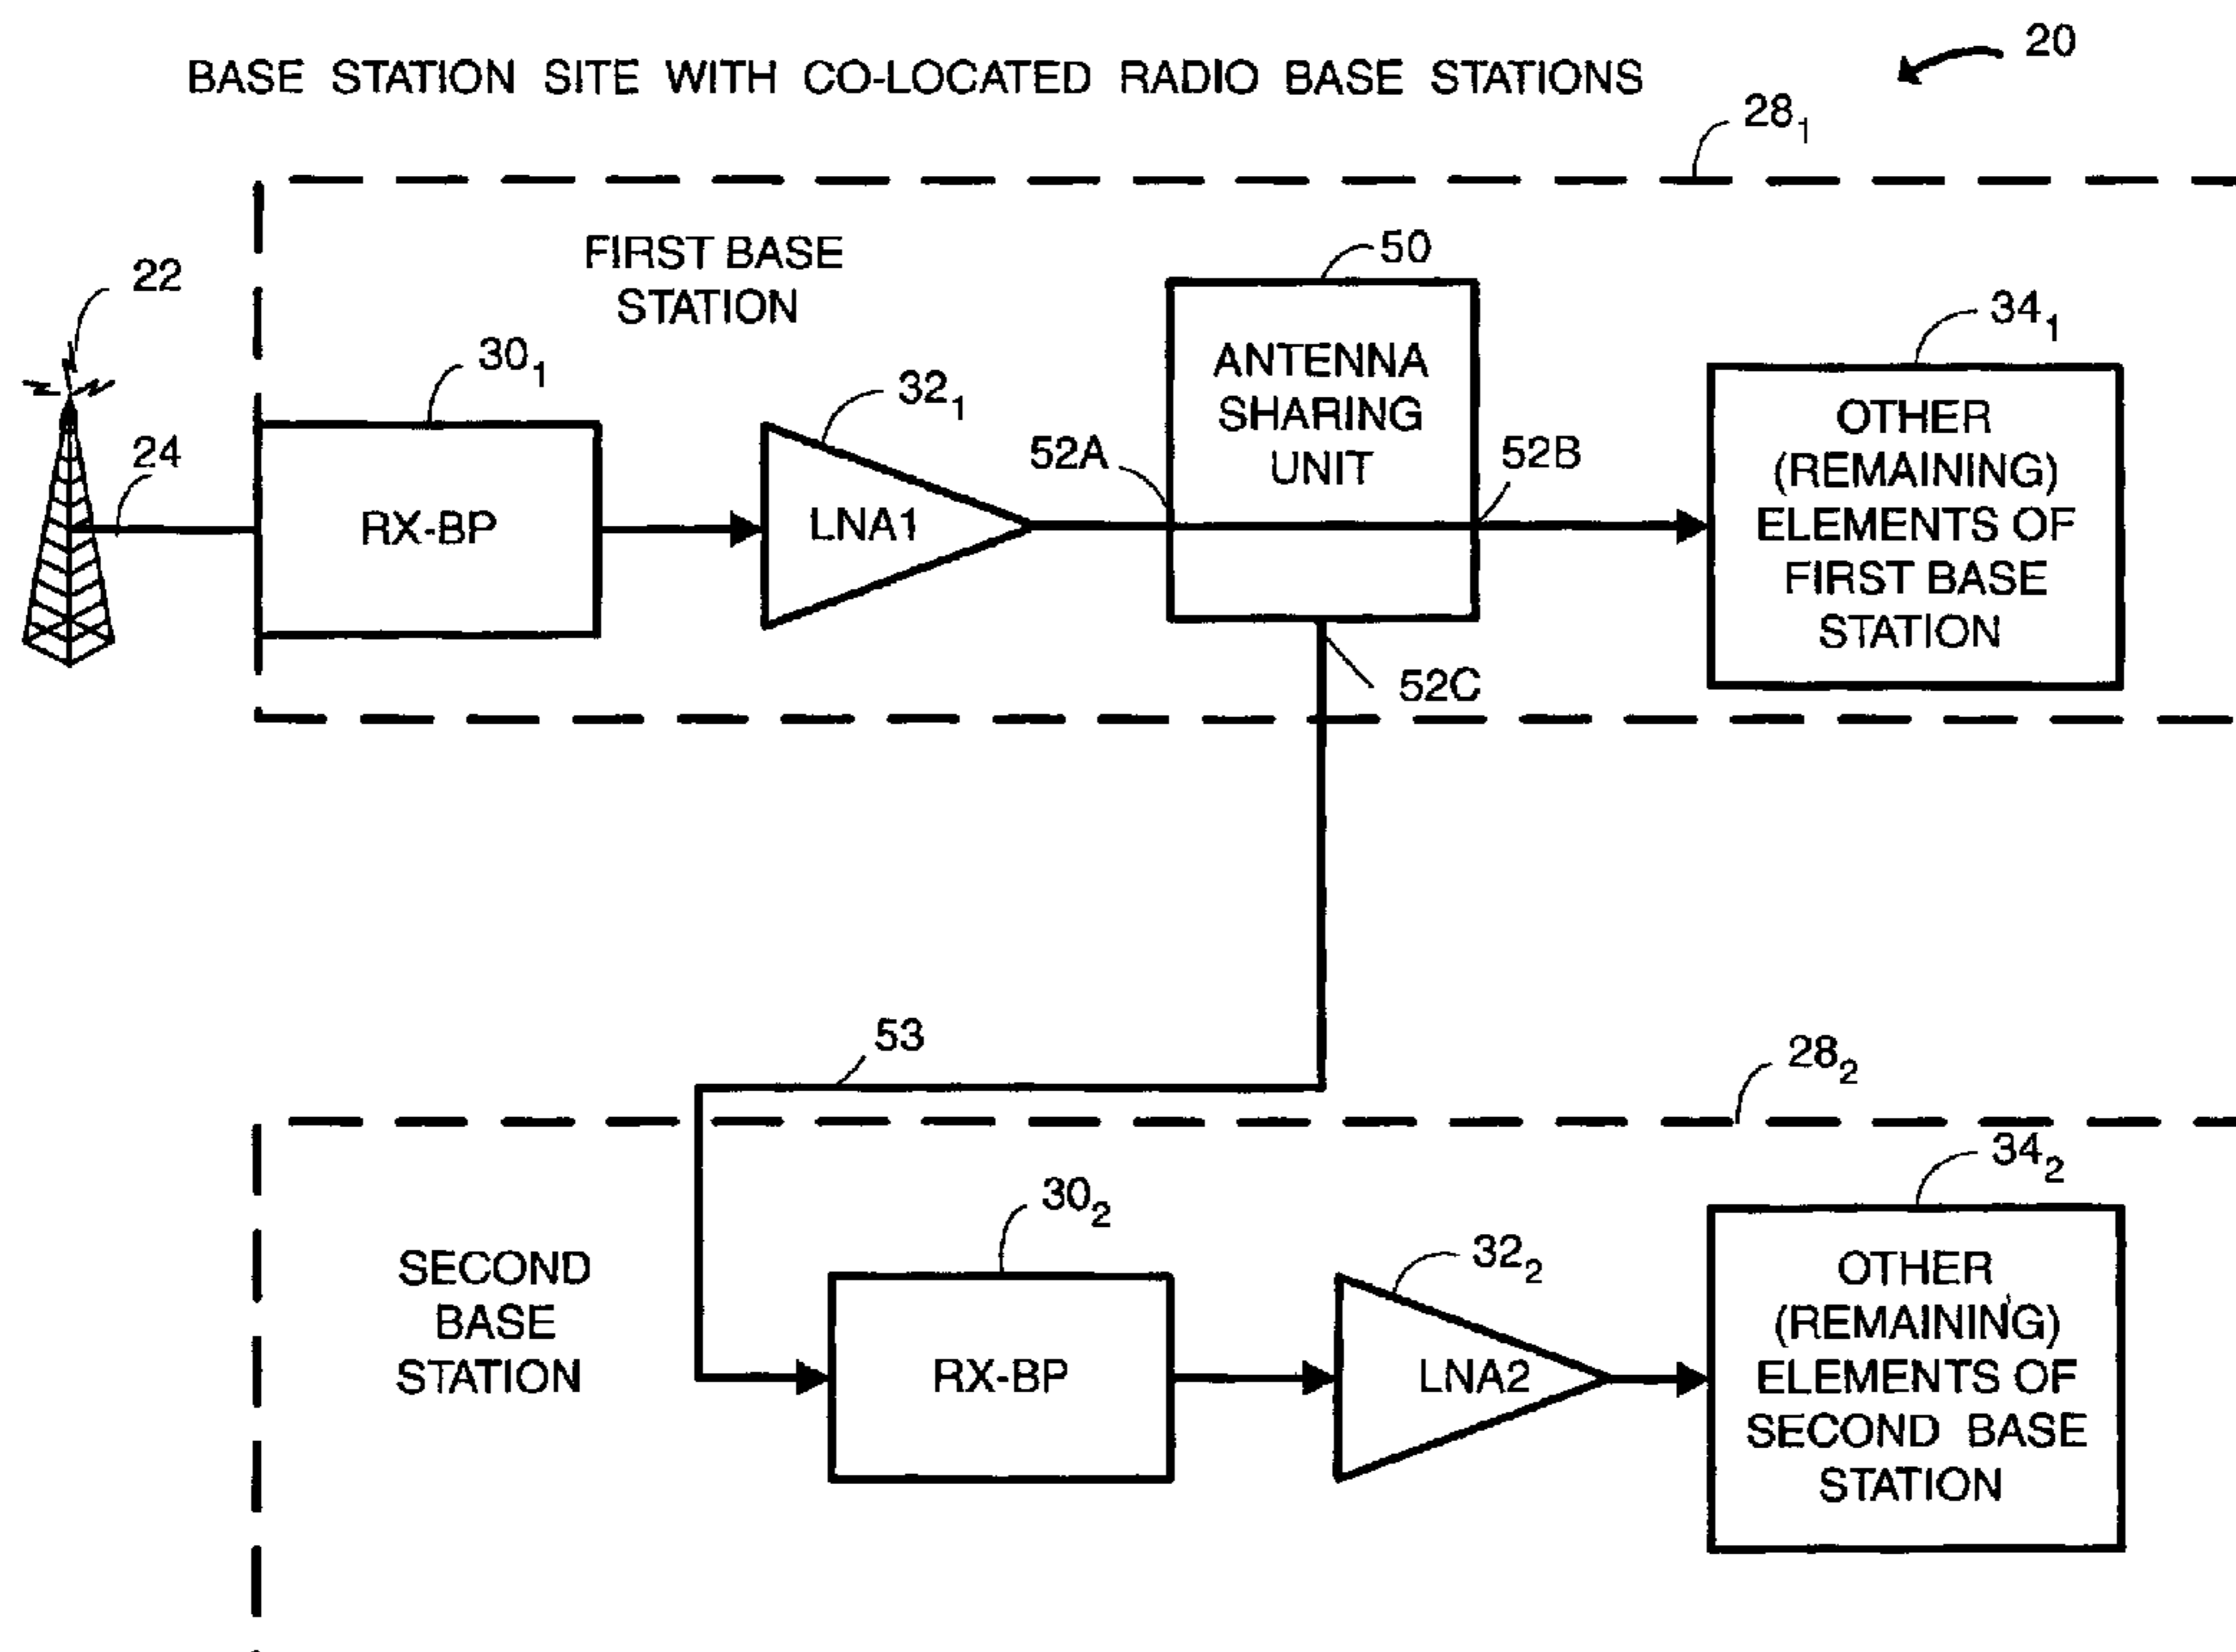 BASE STATION SITE WITH CO-LOCATED RADIO BASE STATIONS
20
28₁
FIRST BASE
STATION
22
24
30₁
RX-BP
32₁
LNA1
50
ANTENNA
SHARING
UNIT
52A
52B
52C
34₁
OTHER
(REMAINING)
ELEMENTS OF
FIRST BASE
STATION
53
28₂
SECOND
BASE
STATION
30₂
RX-BP
32₂
LNA2
34₂
OTHER
(REMAINING)
ELEMENTS OF
SECOND BASE
STATION